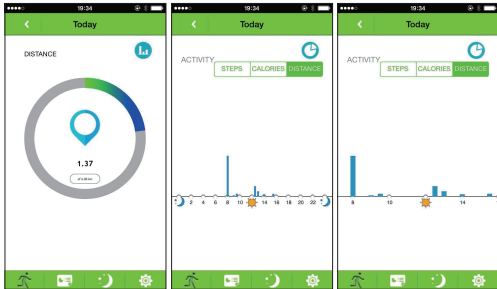 19:34
Today
DISTANCE
1.37
19:34
Today
ACTIVITY
STEPS CALORIES DISTANCE
2 4 6 8 10 14 16 18 20 22
19:34
Today
ACTIVITY
STEPS CALORIES DISTANCE
8 10 14